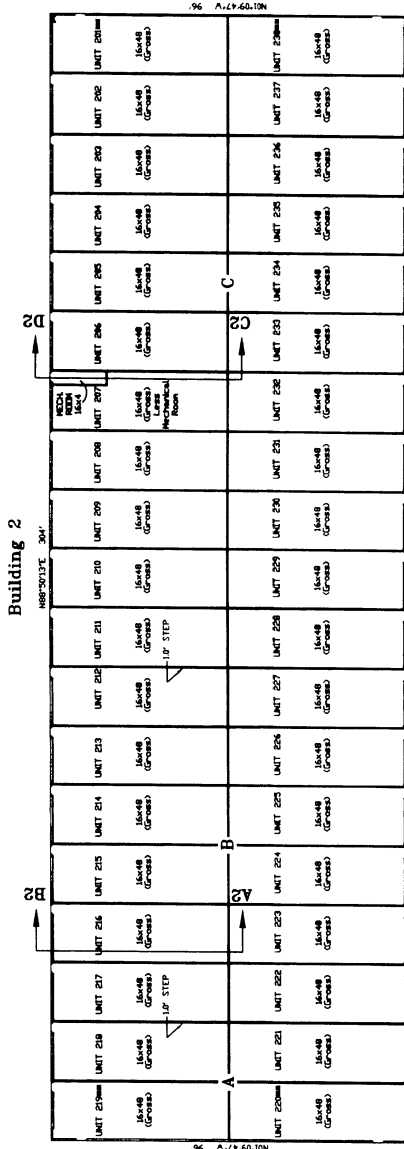 Building 2
N88°50'13"E 304'
N01°09'47"W 96'
UNIT 201**
16x48
(Gross)
UNIT 202
16x48
(Gross)
UNIT 203
16x48
(Gross)
UNIT 204
16x48
(Gross)
UNIT 205
16x48
(Gross)
UNIT 206
16x48
(Gross)
MECH.
ROOM
16x4
UNIT 207
16x48
(Gross)
Less
Mechanical
Room
UNIT 208
16x48
(Gross)
UNIT 209
16x48
(Gross)
UNIT 210
16x48
(Gross)
UNIT 211
16x48
(Gross)
1.0' STEP
UNIT 212
16x48
(Gross)
UNIT 213
16x48
(Gross)
UNIT 214
16x48
(Gross)
UNIT 215
16x48
(Gross)
UNIT 216
16x48
(Gross)
UNIT 217
16x48
(Gross)
1.0' STEP
UNIT 218
16x48
(Gross)
UNIT 219**
16x48
(Gross)
D2
C2
C
B2
A2
B
A
UNIT 238**
16x48
(Gross)
UNIT 237
16x48
(Gross)
UNIT 236
16x48
(Gross)
UNIT 235
16x48
(Gross)
UNIT 234
16x48
(Gross)
UNIT 233
16x48
(Gross)
UNIT 232
16x48
(Gross)
UNIT 231
16x48
(Gross)
UNIT 230
16x48
(Gross)
UNIT 229
16x48
(Gross)
UNIT 228
16x48
(Gross)
UNIT 227
16x48
(Gross)
UNIT 226
16x48
(Gross)
UNIT 225
16x48
(Gross)
UNIT 224
16x48
(Gross)
UNIT 223
16x48
(Gross)
UNIT 222
16x48
(Gross)
UNIT 221
16x48
(Gross)
UNIT 220**
16x48
(Gross)
N01°09'47"W 96'